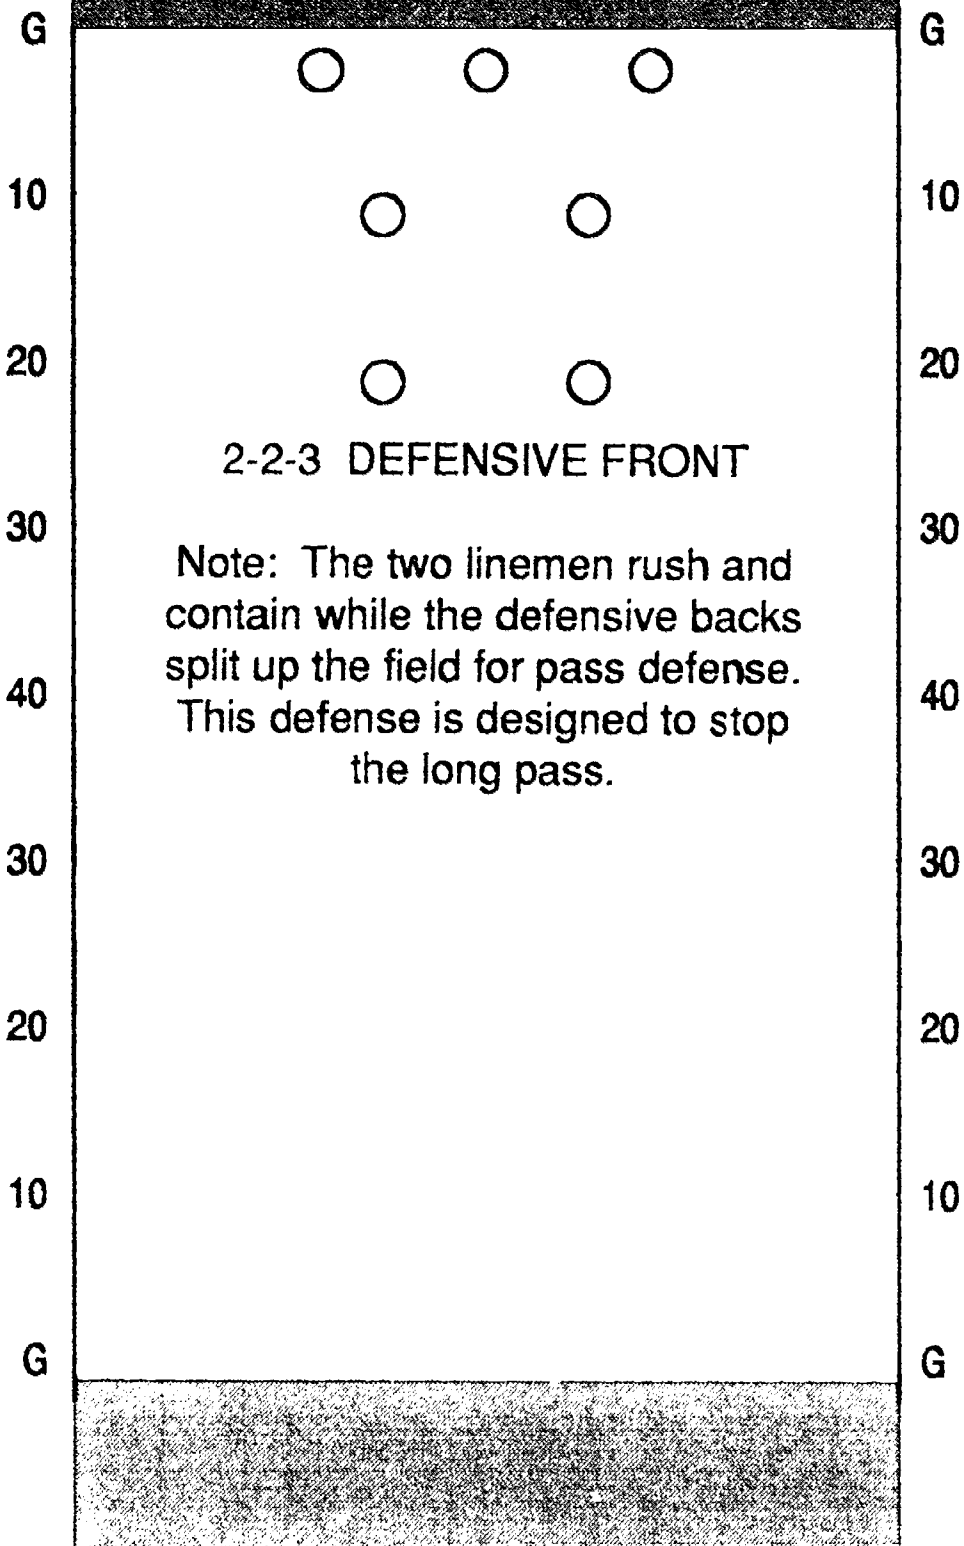 G G
10 10
20 20
2-2-3 DEFENSIVE FRONT
30 30
Note: The two linemen rush and
contain while the defensive backs
split up the field for pass defense.
40 40
This defense is designed to stop
the long pass.
30 30
20 20
10 10
G G